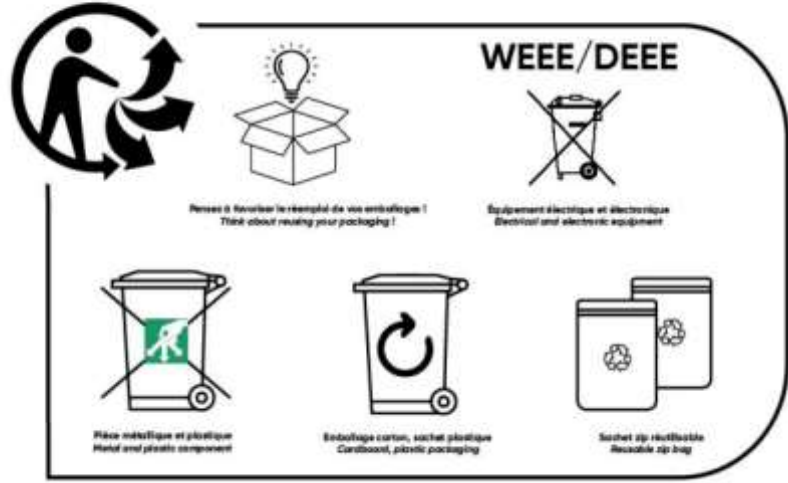 WEEE/DEEE
Pensez à favoriser le réemploi de vos emballages !
Think about reusing your packaging !
Équipement électrique et électronique
Electrical and electronic equipment
Pièce métallique et plastique
Metal and plastic component
Emballage carton, sachet plastique
Cardboard, plastic packaging
Sachet zip réutilisable
Reusable zip bag